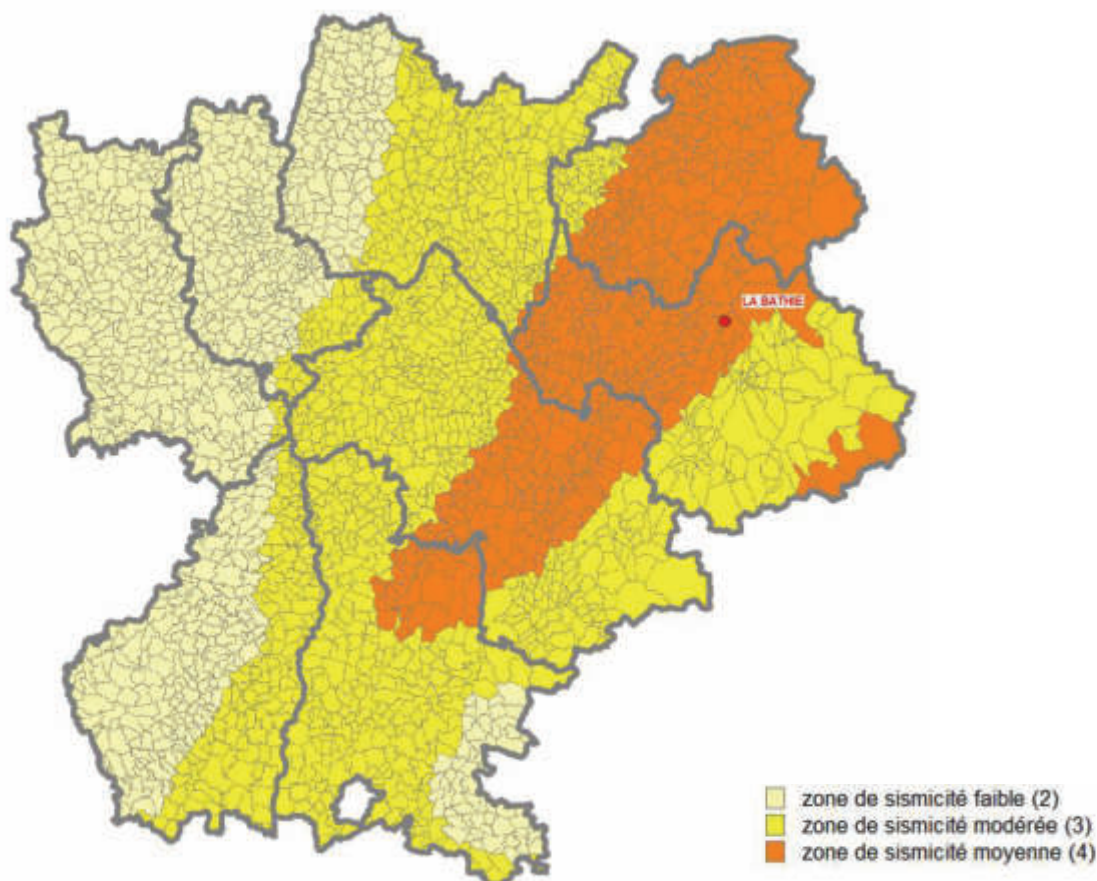 LA BATHIE
zone de sismicité faible (2)
zone de sismicité modérée (3)
zone de sismicité moyenne (4)